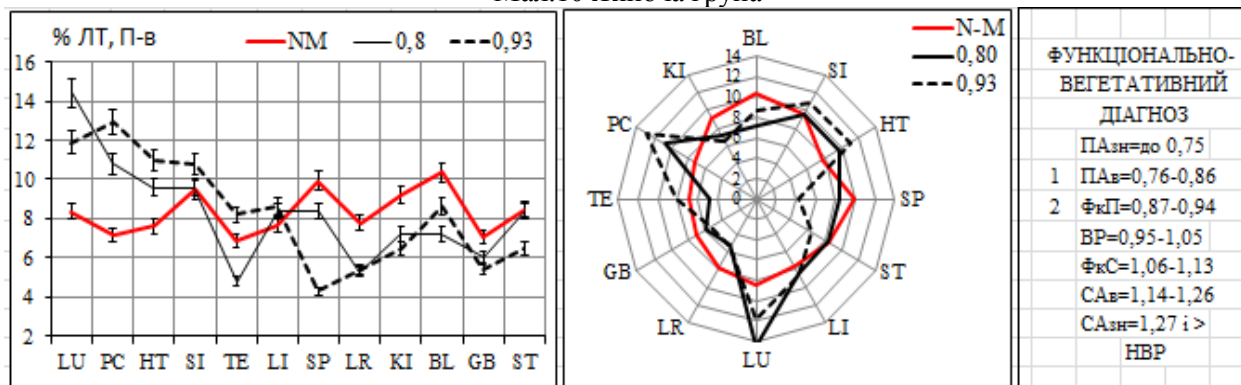 % ЛТ, П-в
NM
0,8
0,93
16
14
12
10
8
6
4
2
LU PC HT SI TE LI SP LR KI BL GB ST
N-M
0,80
0,93
BL
SI
HT
SP
ST
LI
LU
LR
GB
TE
PC
KI
14
12
10
8
6
4
2
0
ФУНКЦІОНАЛЬНО-
ВЕГЕТАТИВНИЙ
ДІАГНОЗ
ПАзн=до 0,75
1 ПАв=0,76-0,86
2 ФкП=0,87-0,94
ВР=0,95-1,05
ФкС=1,06-1,13
САв=1,14-1,26
САзн=1,27 і >
НВР